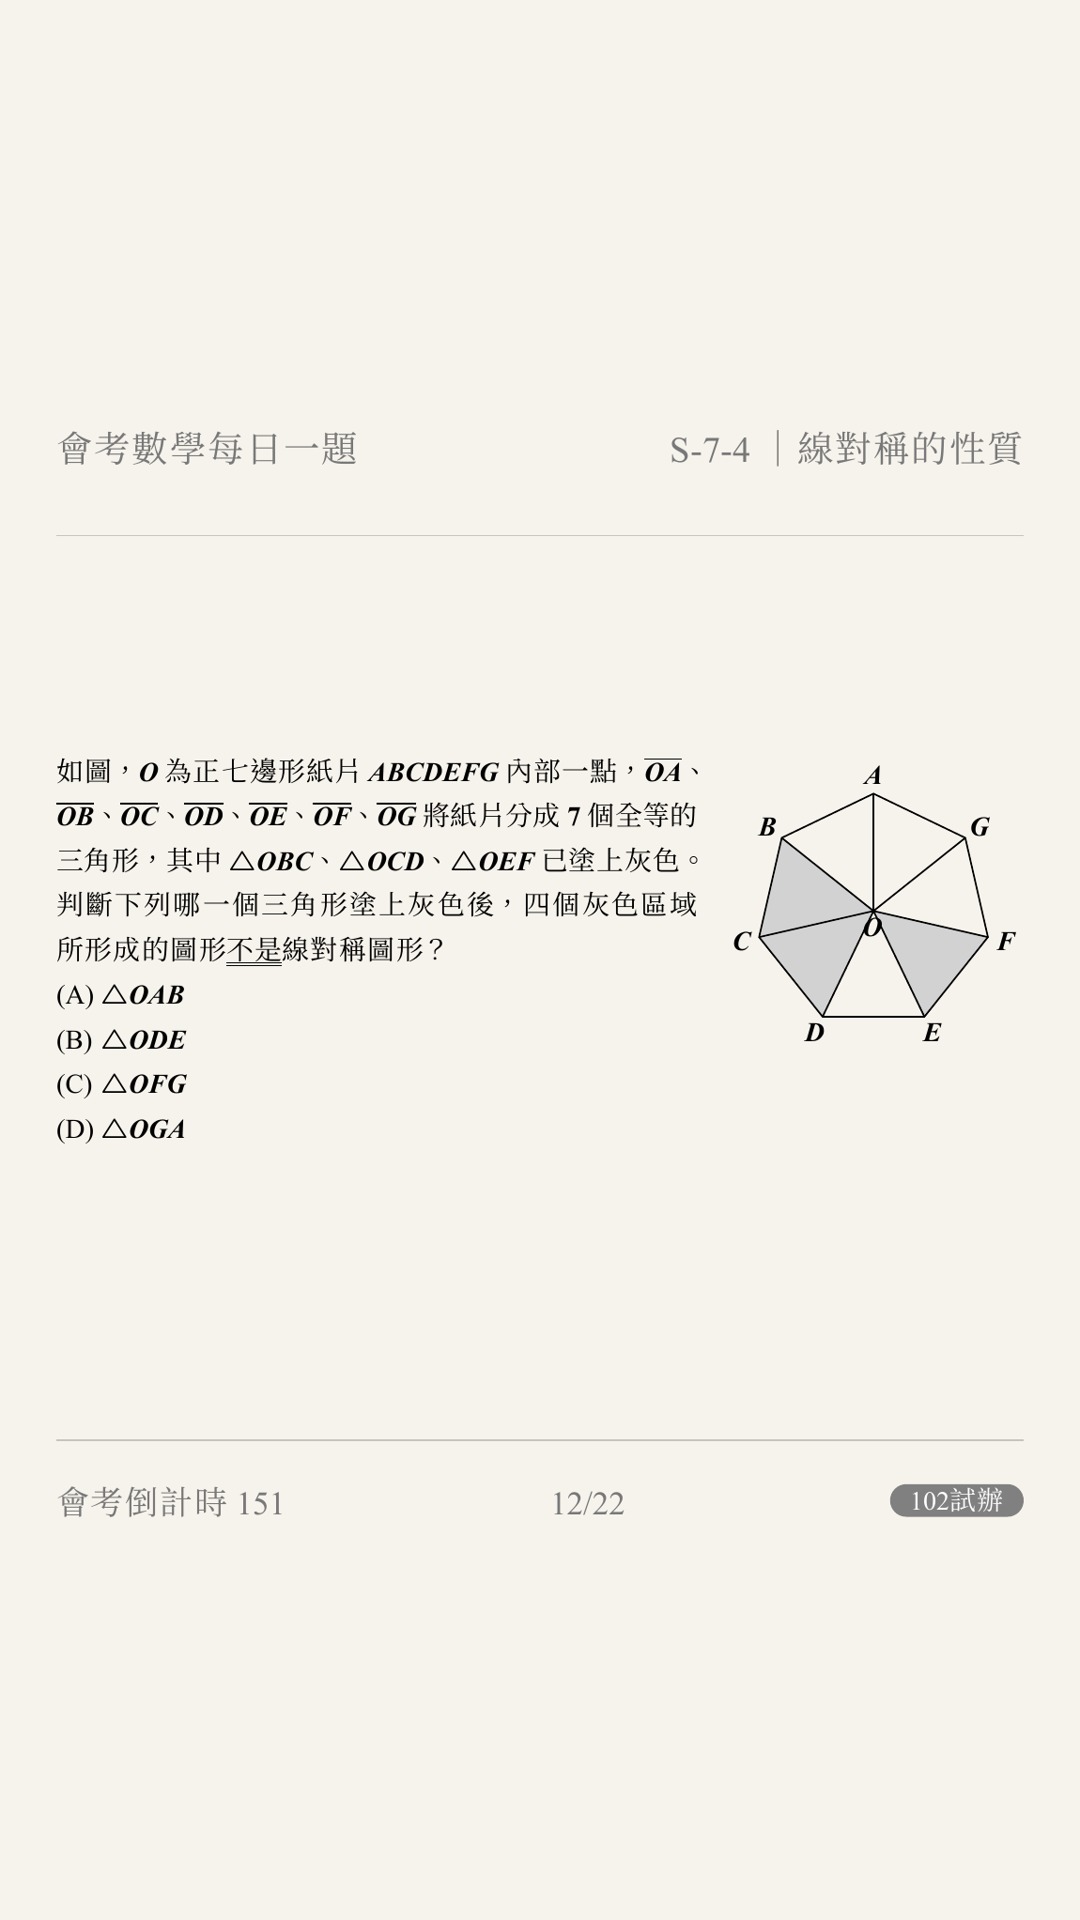 會考數學每日一題
S-7-4 ｜線對稱的性質
如圖，O 為正七邊形紙片 ABCDEFG 內部一點，OA、
OB、OC、OD、OE、OF、OG 將紙片分成 7 個全等的
三角形，其中 △OBC、△OCD、△OEF 已塗上灰色。
判斷下列哪一個三角形塗上灰色後，四個灰色區域
所形成的圖形不是線對稱圖形？
(A) △OAB
(B) △ODE
(C) △OFG
(D) △OGA
A
B
G
O
C
F
D
E
會考倒計時 151
12/22
102試辦